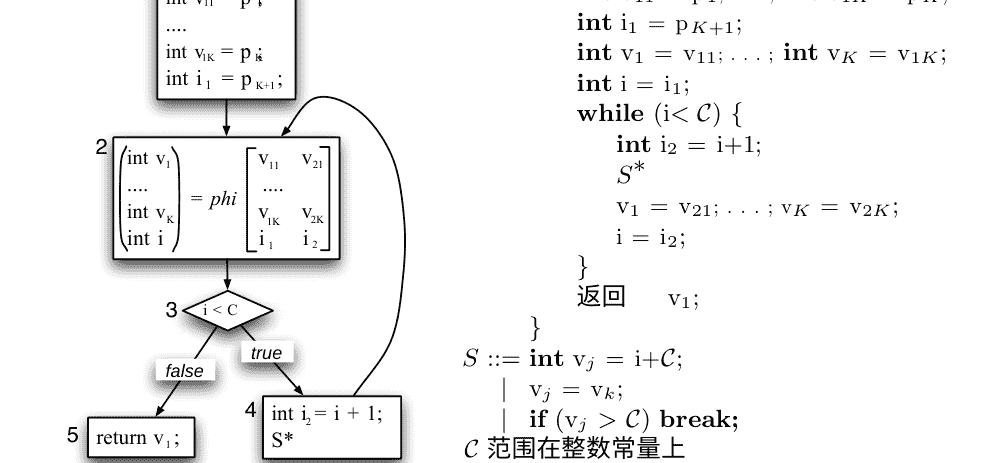 ....
int v1K = pK;
int i1 = pK+1;
2
int v1
....
int vK
int i
= phi
v11 v21
....
v1K v2K
i1 i2
3
i < C
false
true
4
int i2 = i + 1;
S*
5
return v1;
int i1 = pK+1;
int v1 = v11; . . . ; int vK = v1K;
int i = i1;
while (i< C) {
int i2 = i+1;
S*
v1 = v21; . . . ; vK = v2K;
i = i2;
}
返回 v1;
}
S ::= int vj = i+C;
| vj = vk;
| if (vj > C) break;
C 范围在整数常量上